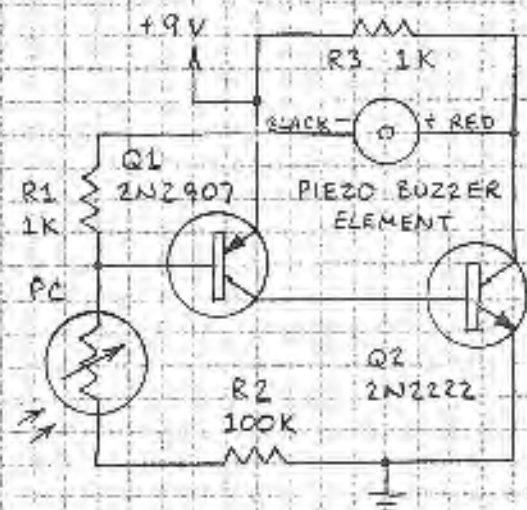 +9V
R3 1K
BLACK - + RED
Q1
2N2907
R1
1K
PIEZO BUZZER
ELEMENT
PC
Q2
2N2222
R2
100K